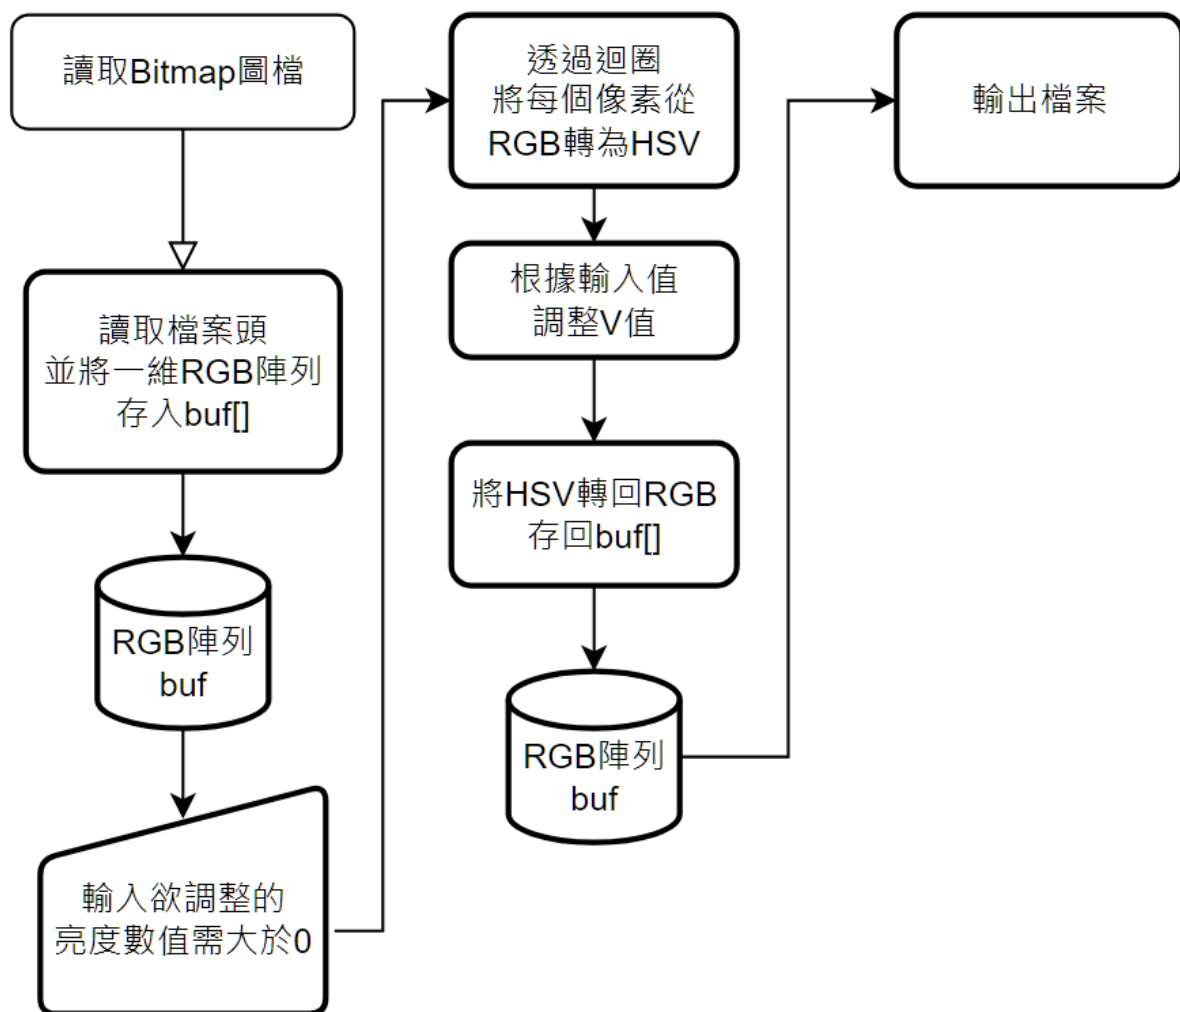 讀取Bitmap圖檔
讀取檔案頭
並將一維RGB陣列
存入buf[]
RGB陣列
buf
輸入欲調整的
亮度數值需大於0
透過迴圈
將每個像素從
RGB轉為HSV
根據輸入值
調整V值
將HSV轉回RGB
存回buf[]
RGB陣列
buf
輸出檔案